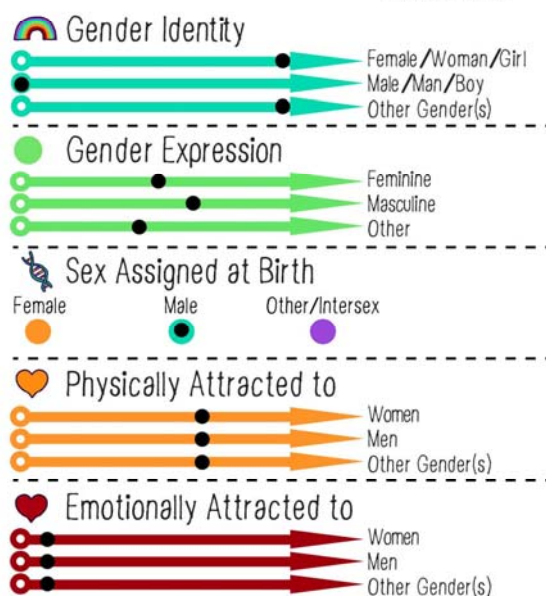 Gender Identity
Female/Woman/Girl
Male/Man/Boy
Other Gender(s)
Gender Expression
Feminine
Masculine
Other
Sex Assigned at Birth
Female Male Other/Intersex
Physically Attracted to
Women
Men
Other Gender(s)
Emotionally Attracted to
Women
Men
Other Gender(s)